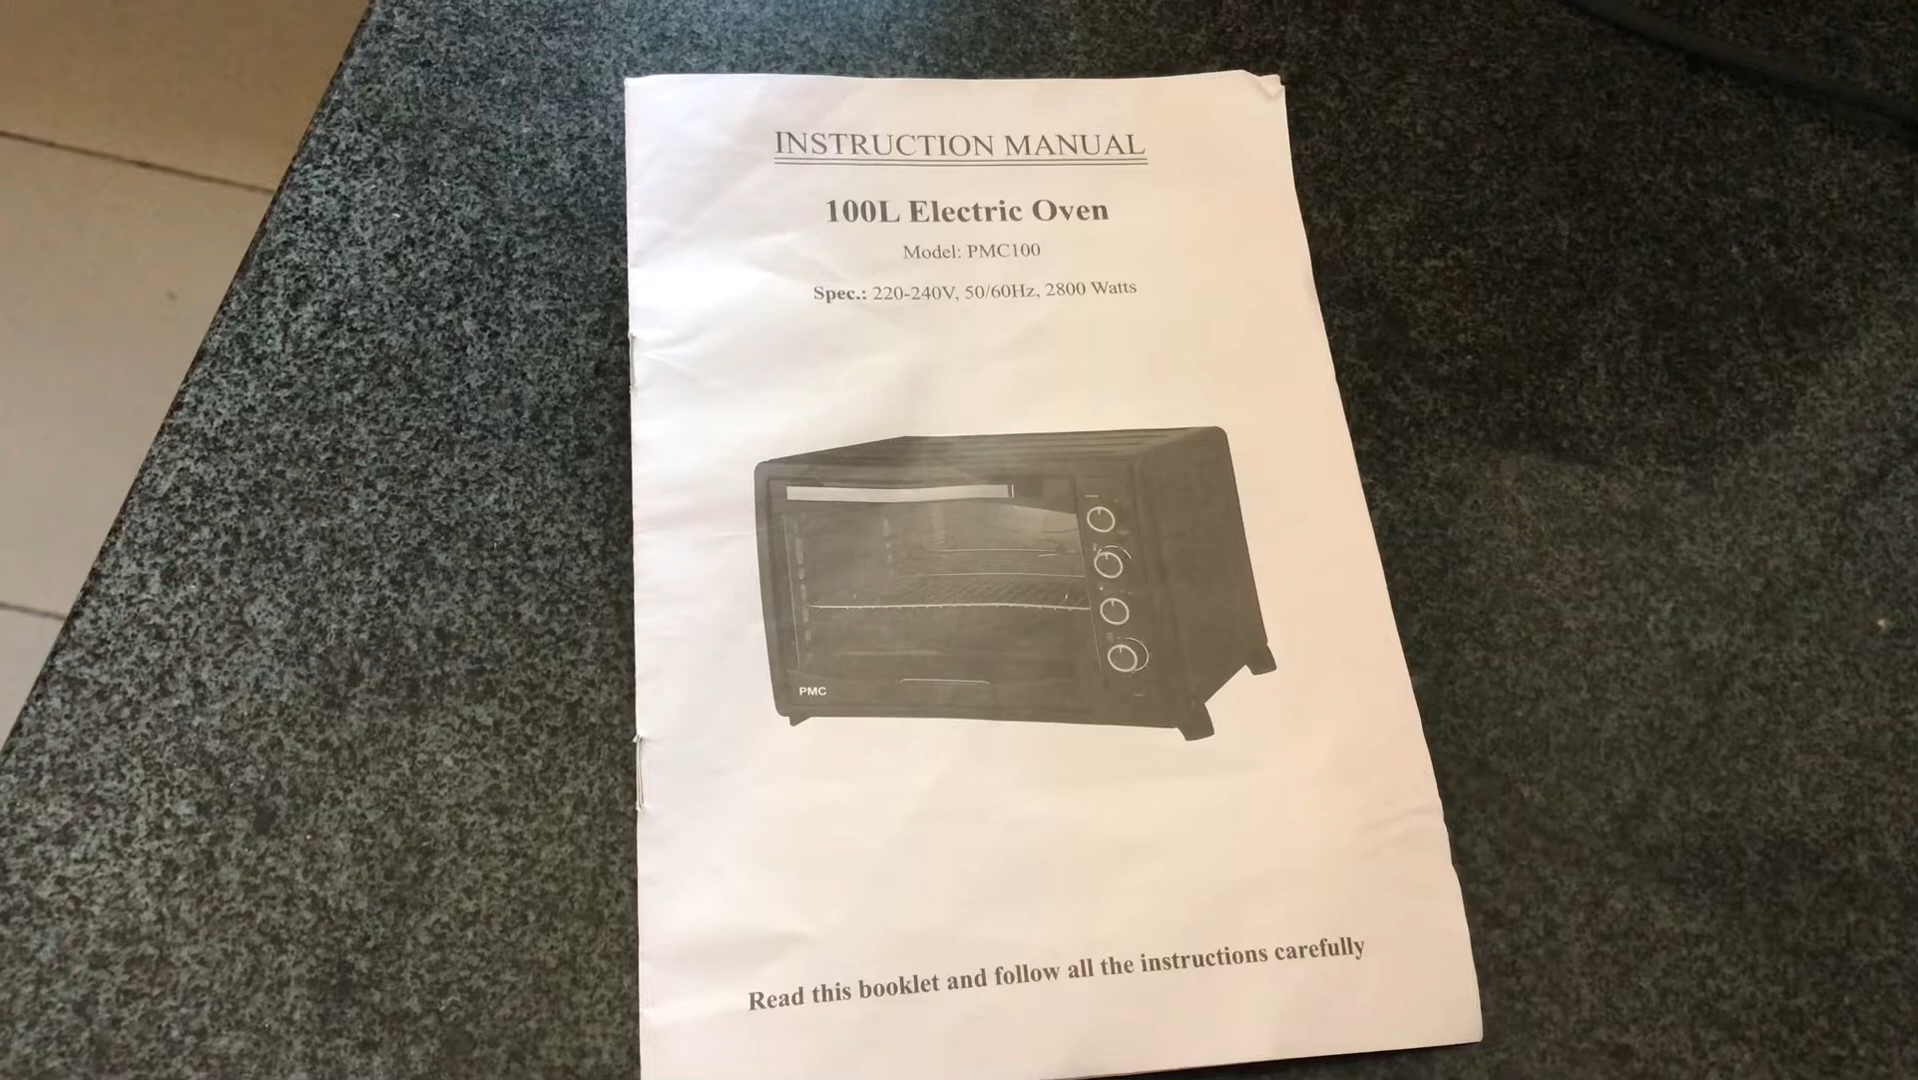 INSTRUCTION MANUAL
100L Electric Oven
Model: PMC100
Spec.: 220-240V, 50/60Hz, 2800 Watts
PMC
Read this booklet and follow all the instructions carefully